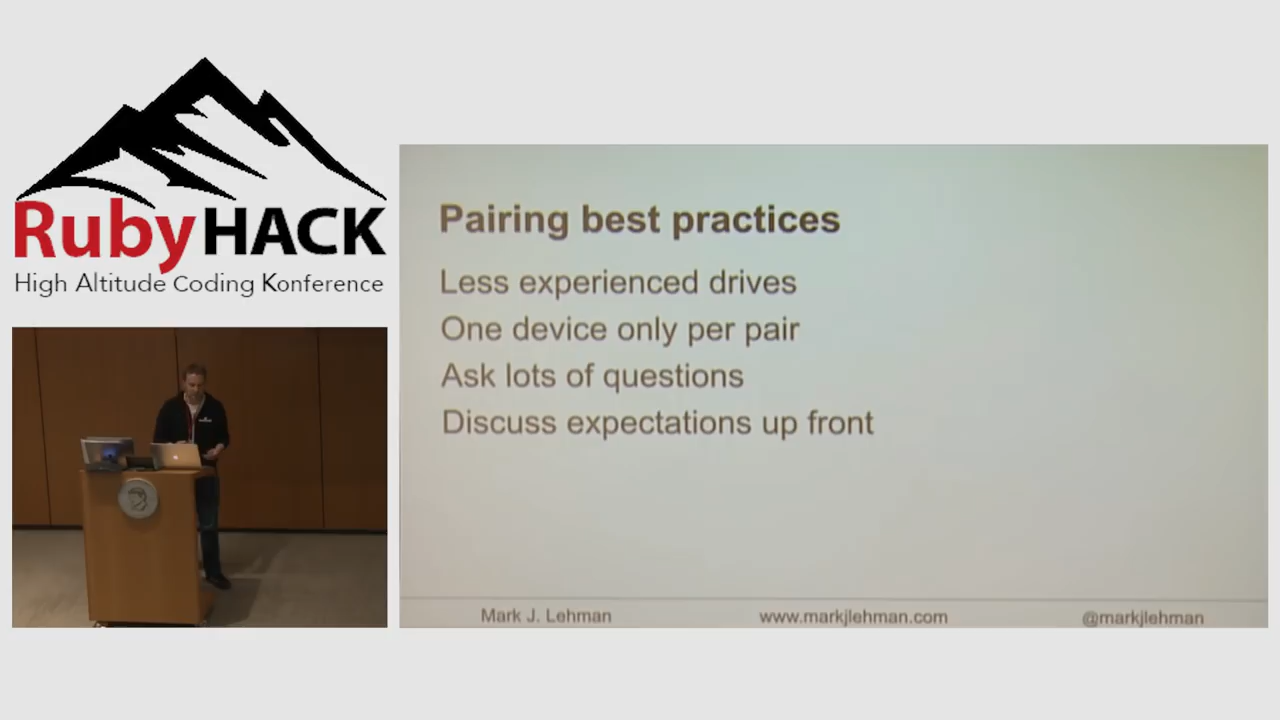 RubyHACK
High Altitude Coding Konference
Pairing best practices
Less experienced drives
One device only per pair
Ask lots of questions
Discuss expectations up front
Mark J. Lehman
www.markjlehman.com
@markjlehman